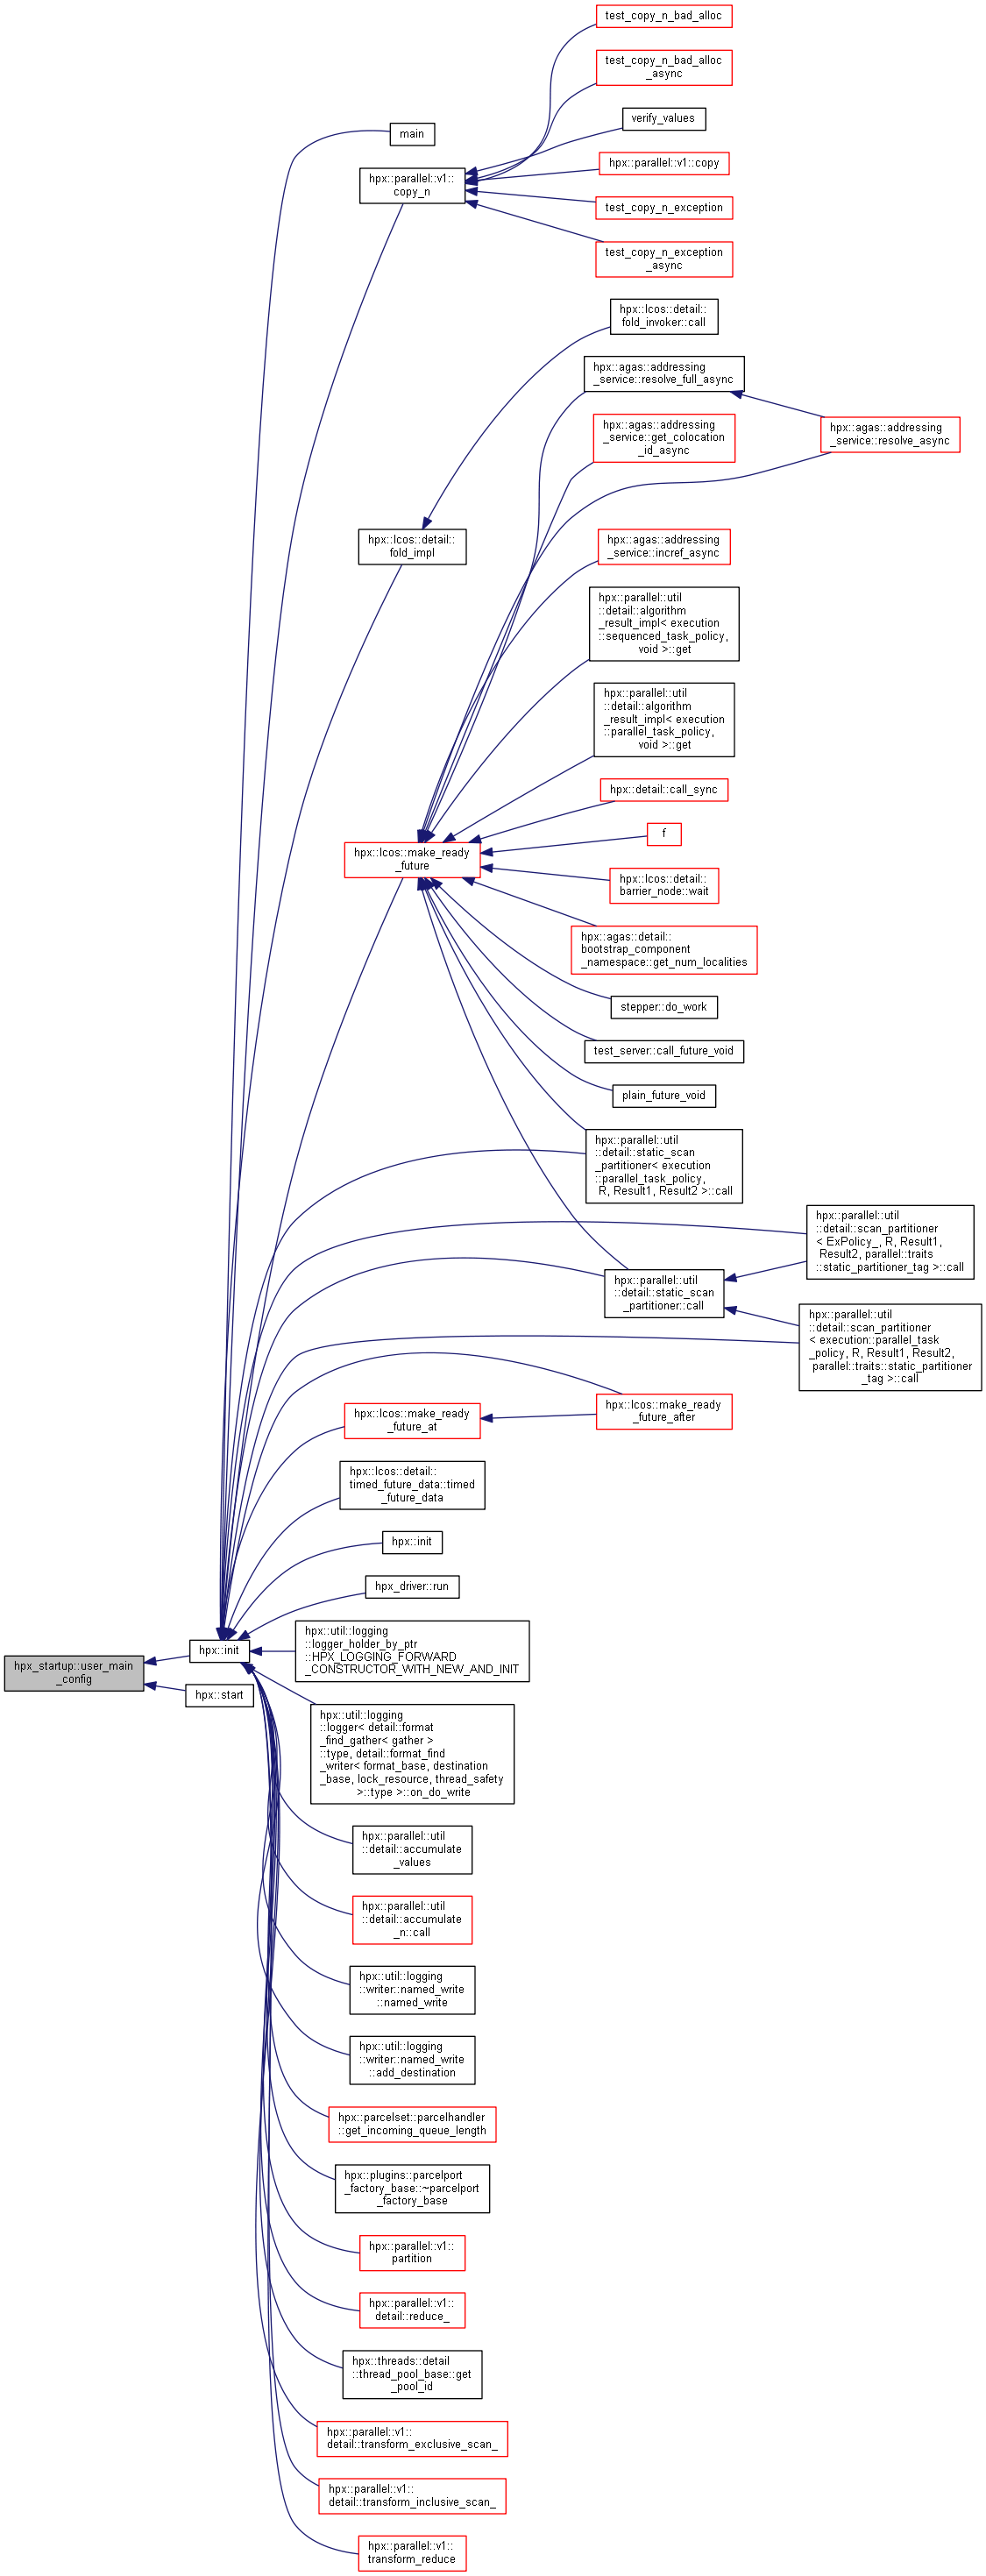 test_copy_n_bad_alloc
test_copy_n_bad_alloc
_async
verify_values
main
hpx::parallel::v1::copy
hpx::parallel::v1::
copy_n
test_copy_n_exception
test_copy_n_exception
_async
hpx::lcos::detail::
fold_invoker::call
hpx::agas::addressing
_service::resolve_full_async
hpx::agas::addressing
_service::get_colocation
_id_async
hpx::agas::addressing
_service::resolve_async
hpx::lcos::detail::
fold_impl
hpx::agas::addressing
_service::incref_async
hpx::parallel::util
::detail::algorithm
_result_impl< execution
::sequenced_task_policy,
void >::get
hpx::parallel::util
::detail::algorithm
_result_impl< execution
::parallel_task_policy,
void >::get
hpx::detail::call_sync
f
hpx::lcos::make_ready
_future
hpx::lcos::detail::
barrier_node::wait
hpx::agas::detail::
bootstrap_component
_namespace::get_num_localities
stepper::do_work
test_server::call_future_void
plain_future_void
hpx::parallel::util
::detail::static_scan
_partitioner< execution
::parallel_task_policy,
R, Result1, Result2 >::call
hpx::parallel::util
::detail::scan_partitioner
< ExPolicy_, R, Result1,
Result2, parallel::traits
::static_partitioner_tag >::call
hpx::parallel::util
::detail::static_scan
_partitioner::call
hpx::parallel::util
::detail::scan_partitioner
< execution::parallel_task
_policy, R, Result1, Result2,
parallel::traits::static_partitioner
_tag >::call
hpx::lcos::make_ready
_future_after
hpx::lcos::make_ready
_future_at
hpx::lcos::detail::
timed_future_data::timed
_future_data
hpx::init
hpx_driver::run
hpx::util::logging
::logger_holder_by_ptr
::HPX_LOGGING_FORWARD
_CONSTRUCTOR_WITH_NEW_AND_INIT
hpx::init
hpx_startup::user_main
_config
hpx::start
hpx::util::logging
::logger< detail::format
_find_gather< gather >
::type, detail::format_find
_writer< format_base, destination
_base, lock_resource, thread_safety
>::type >::on_do_write
hpx::parallel::util
::detail::accumulate
_values
hpx::parallel::util
::detail::accumulate
_n::call
hpx::util::logging
::writer::named_write
::named_write
hpx::util::logging
::writer::named_write
::add_destination
hpx::parcelset::parcelhandler
::get_incoming_queue_length
hpx::plugins::parcelport
_factory_base::~parcelport
_factory_base
hpx::parallel::v1::
partition
hpx::parallel::v1::
detail::reduce_
hpx::threads::detail
::thread_pool_base::get
_pool_id
hpx::parallel::v1::
detail::transform_exclusive_scan_
hpx::parallel::v1::
detail::transform_inclusive_scan_
hpx::parallel::v1::
transform_reduce